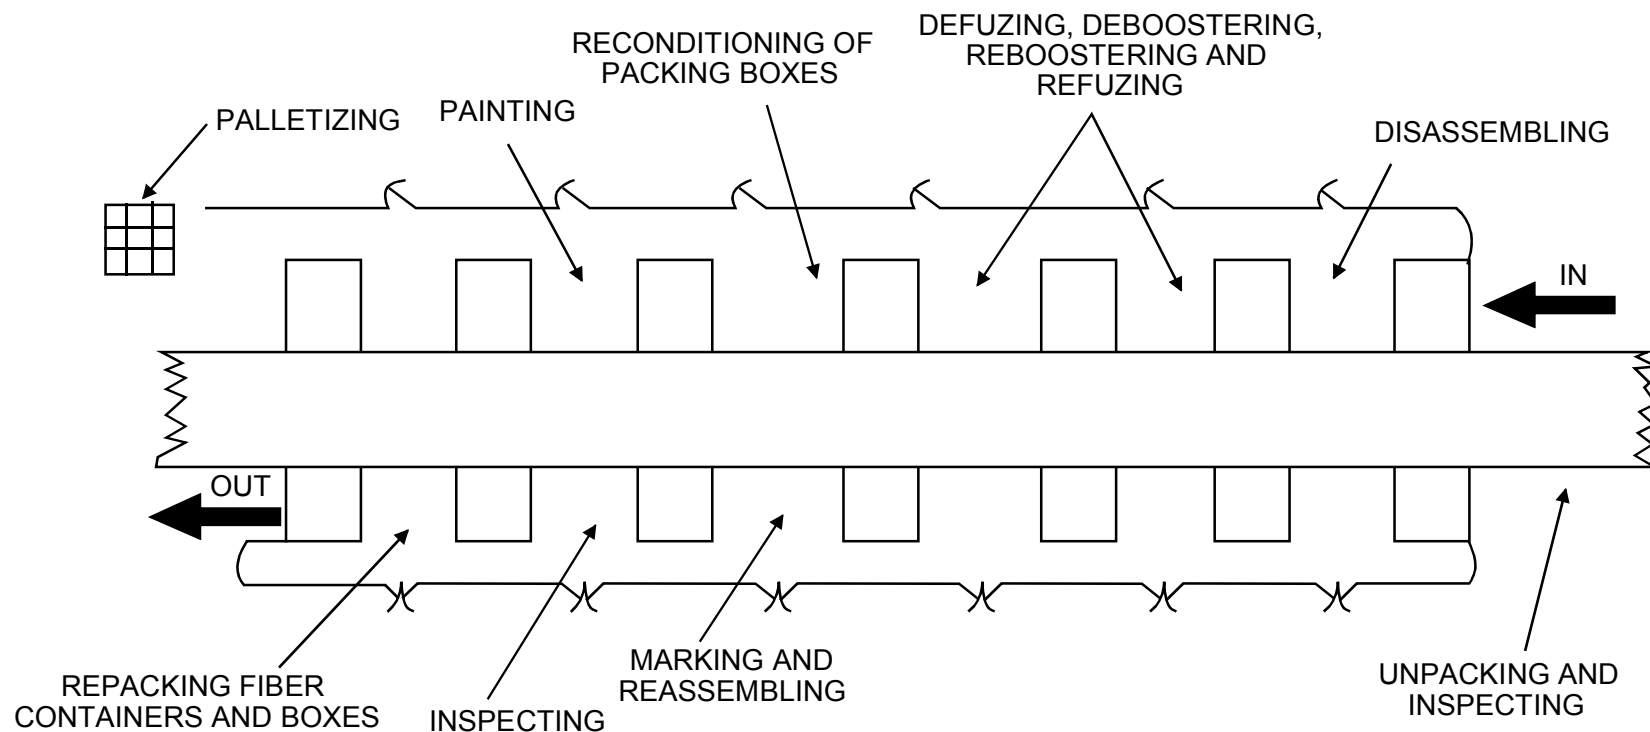 DEFUZING, DEBOOSTERING,
REBOOSTERING AND
REFUZING
RECONDITIONING OF
PACKING BOXES
PAINTING
PALLETIZING
DISASSEMBLING
IN
OUT
REPACKING FIBER
CONTAINERS AND BOXES
INSPECTING
MARKING AND
REASSEMBLING
UNPACKING AND
INSPECTING